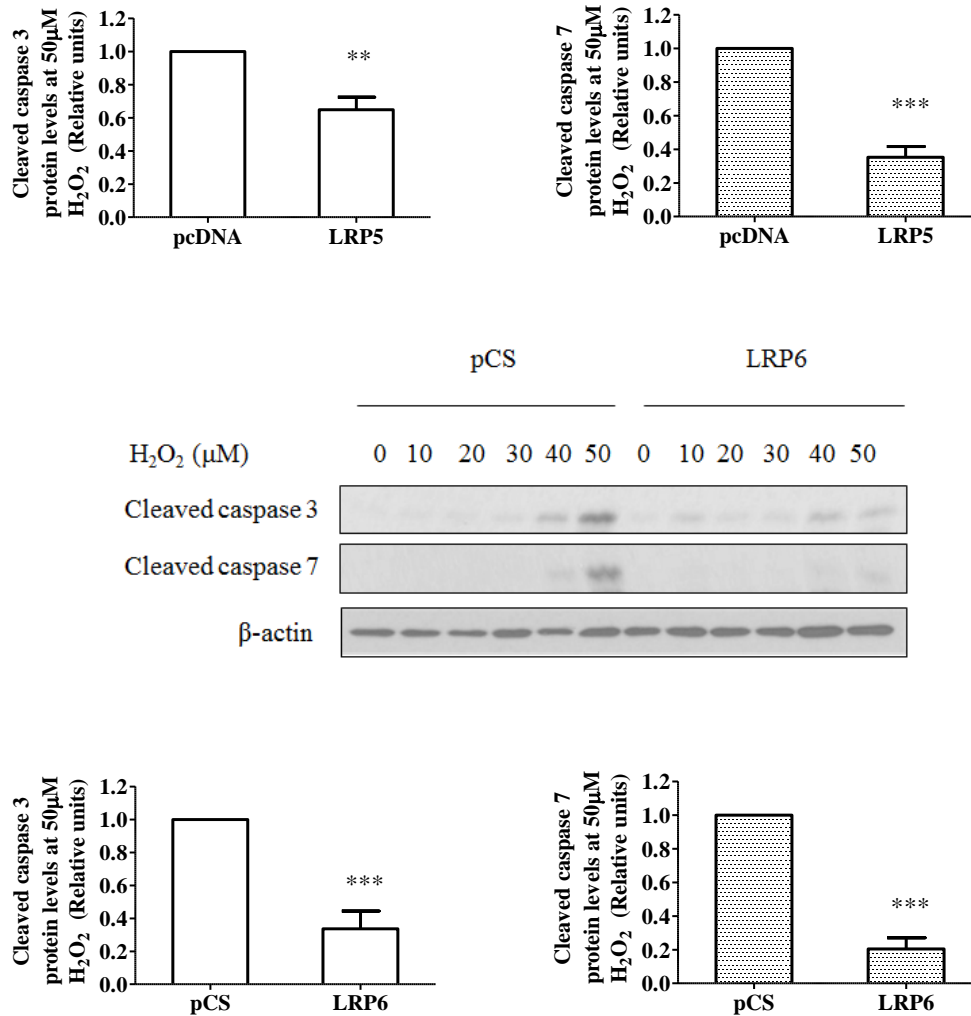 Cleaved caspase 3
protein levels at 50μM
H₂O₂ (Relative units)
1.2
1.0
0.8
0.6
0.4
0.2
0.0
**
pcDNA
LRP5
Cleaved caspase 7
protein levels at 50μM
H₂O₂ (Relative units)
1.2
1.0
0.8
0.6
0.4
0.2
0.0
***
pcDNA
LRP5
pCS
LRP6
H₂O₂ (μM)
0 10 20 30 40 50 0 10 20 30 40 50
Cleaved caspase 3
Cleaved caspase 7
β-actin
Cleaved caspase 3
protein levels at 50μM
H₂O₂ (Relative units)
1.2
1.0
0.8
0.6
0.4
0.2
0.0
***
pCS
LRP6
Cleaved caspase 7
protein levels at 50μM
H₂O₂ (Relative units)
1.2
1.0
0.8
0.6
0.4
0.2
0.0
***
pCS
LRP6